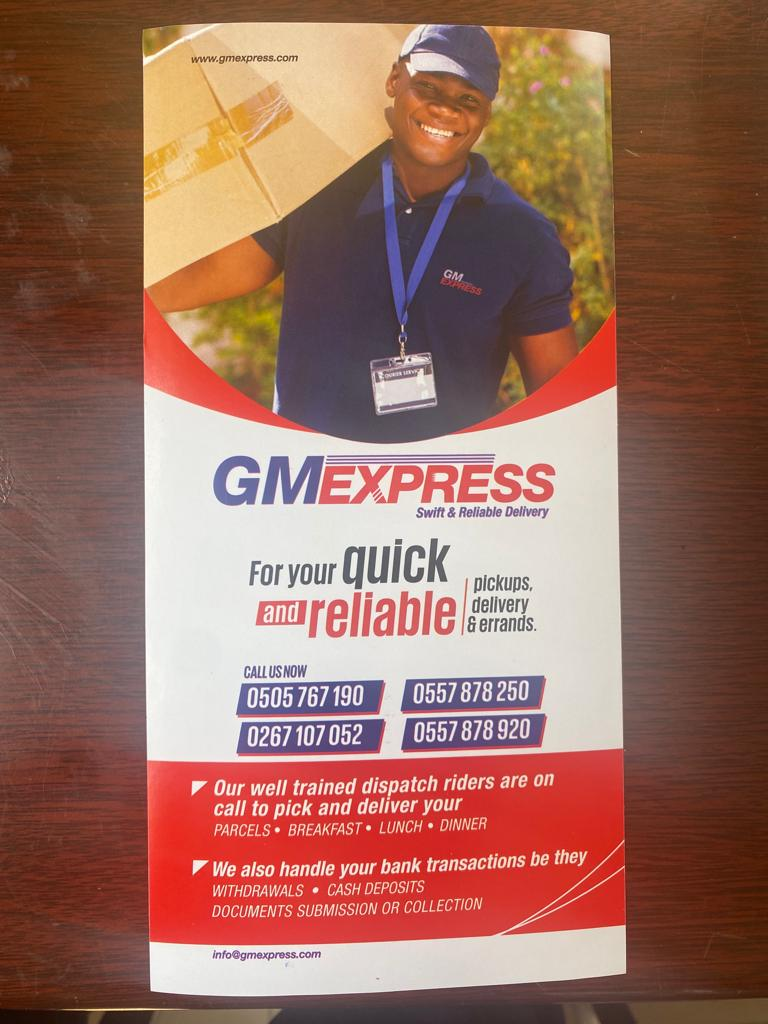 www.gmexpress.com
GM
EXPRESS
GMEXPRESS
Swift & Reliable Delivery
For your quick
and reliable
pickups,
delivery
& errands.
CALL US NOW
0505 767 190
0557 878 250
0267 107 052
0557 878 920
Our well trained dispatch riders are on
call to pick and deliver your
PARCELS • BREAKFAST • LUNCH • DINNER
We also handle your bank transactions be they
WITHDRAWALS • CASH DEPOSITS
DOCUMENTS SUBMISSION OR COLLECTION
info@gmexpress.com